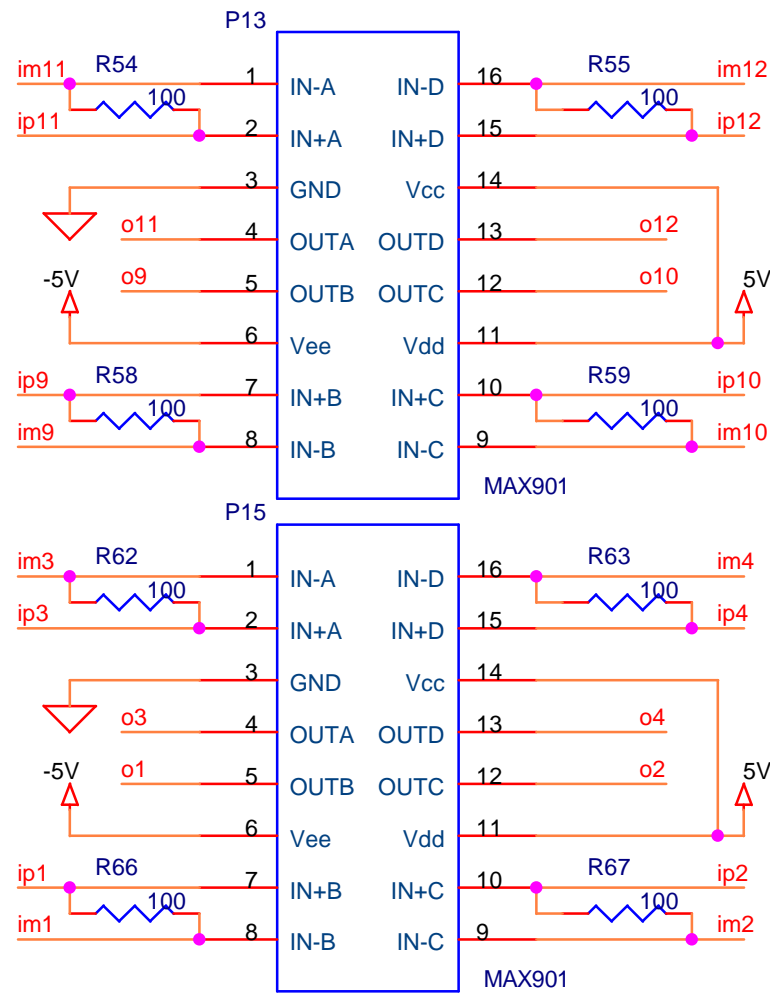 P13
im11 R54 1 IN-A IN-D 16 R55 im12
100 100
ip11 2 IN+A IN+D 15 ip12
3 GND Vcc 14
o11 4 OUTA OUTD 13 o12
-5V o9 5 OUTB OUTC 12 o10 5V
6 Vee Vdd 11
ip9 R58 7 IN+B IN+C 10 R59 ip10
100 100
im9 8 IN-B IN-C 9 im10
MAX901
P15
im3 R62 1 IN-A IN-D 16 R63 im4
100 100
ip3 2 IN+A IN+D 15 ip4
3 GND Vcc 14
o3 4 OUTA OUTD 13 o4
-5V o1 5 OUTB OUTC 12 o2 5V
6 Vee Vdd 11
ip1 R66 7 IN+B IN+C 10 R67 ip2
100 100
im1 8 IN-B IN-C 9 im2
MAX901